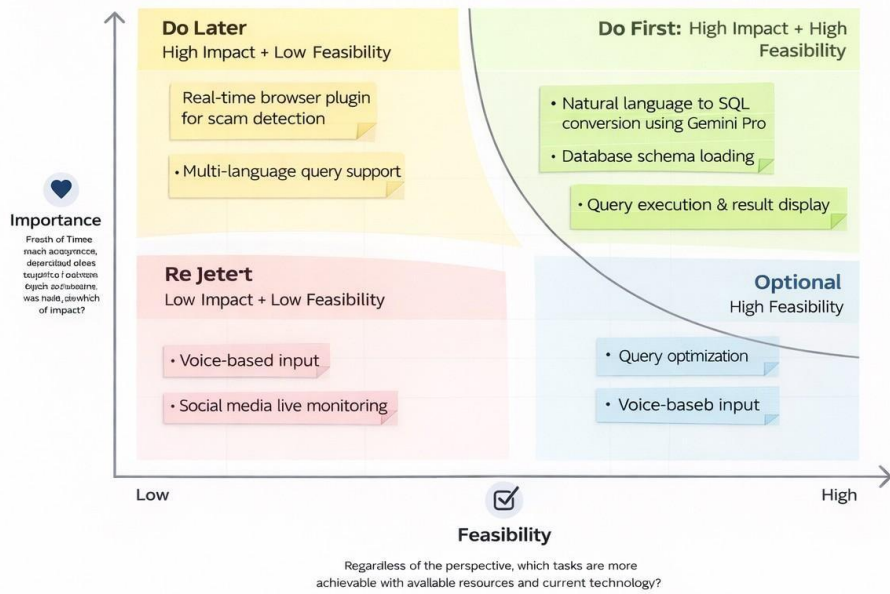 Do Later
High Impact + Low Feasibility
Real-time browser plugin
for scam detection
• Multi-language query support
Do First: High Impact + High
Feasibility
• Natural language to SQL
conversion using Gemini Pro
• Database schema loading
• Query execution & result display
Importance
of impact?
Low Impact + Low Feasibility
• Voice-based input
• Social media live monitoring
Optional
High Feasibility
• Query optmization
• Voice-baseb input
Low
High
Feasibility
Regardless of the perspective, which tasks are more
achievable with available resources and current technology?